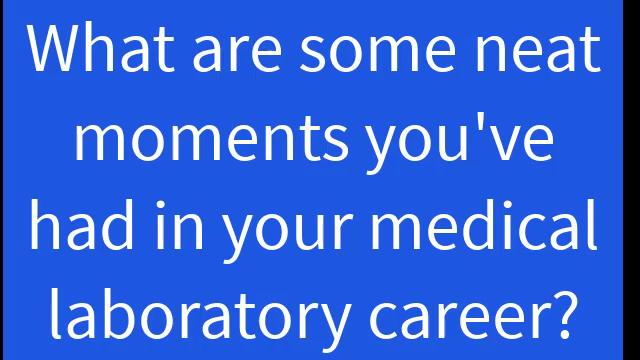 What are some neat
moments you've
had in your medical
laboratory career?